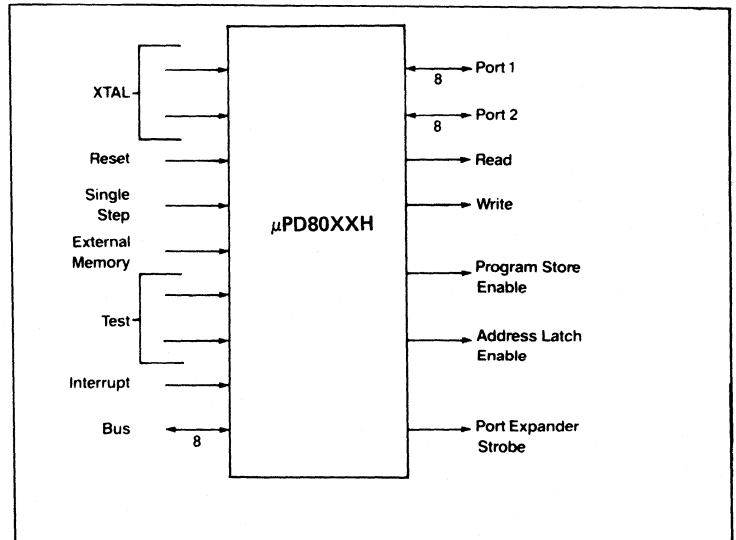 XTAL
Reset
Single
Step
External
Memory
Test
Interrupt
Bus
8
μPD80XXH
Port 1
8
Port 2
8
Read
Write
Program Store
Enable
Address Latch
Enable
Port Expander
Strobe